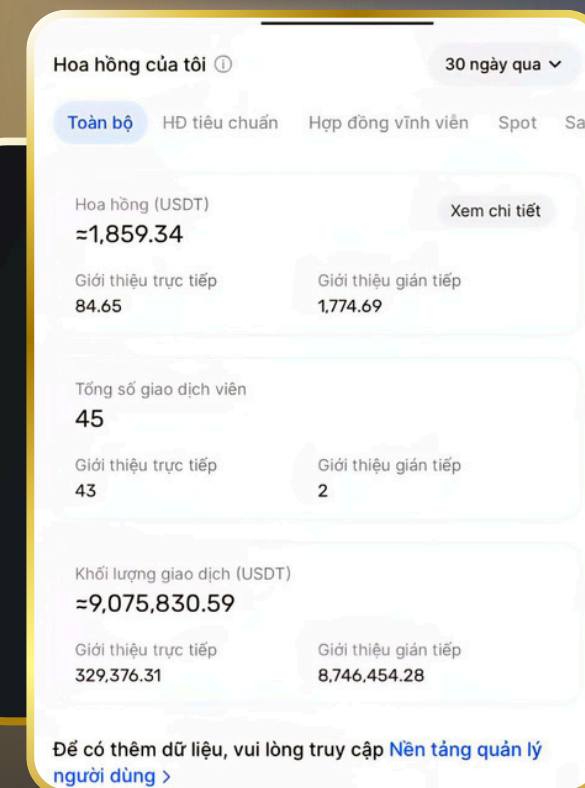 Hoa hồng của tôi
30 ngày qua
Toàn bộ HĐ tiêu chuẩn Hợp đồng vĩnh viễn Spot Sa
Hoa hồng (USDT)
≈1,859.34
Xem chi tiết
Giới thiệu trực tiếp Giới thiệu gián tiếp
84.65 1,774.69
Tổng số giao dịch viên
45
Giới thiệu trực tiếp Giới thiệu gián tiếp
43 2
Khối lượng giao dịch (USDT)
≈9,075,830.59
Giới thiệu trực tiếp Giới thiệu gián tiếp
329,376.31 8,746,454.28
Để có thêm dữ liệu, vui lòng truy cập Nền tảng quản lý
người dùng >